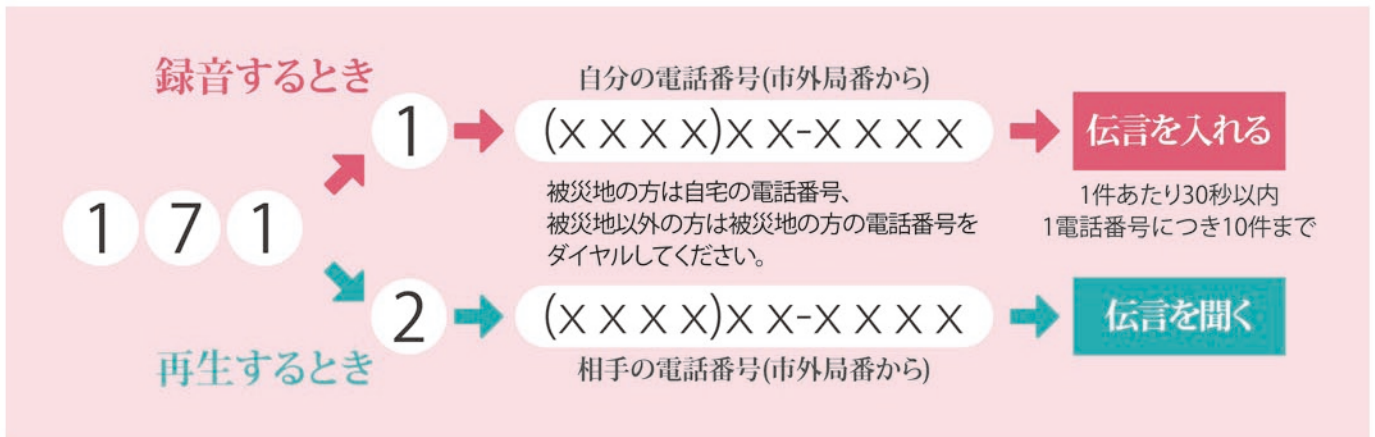 録音するとき
171
1
自分の電話番号(市外局番から)
(xxxx)xx-xxxx
伝言を入れる
1件あたり30秒以内
1電話番号につき10件まで
被災地の方は自宅の電話番号、
被災地以外の方は被災地の方の電話番号を
ダイヤルしてください。
再生するとき
2
(xxxx)xx-xxxx
相手の電話番号(市外局番から)
伝言を聞く